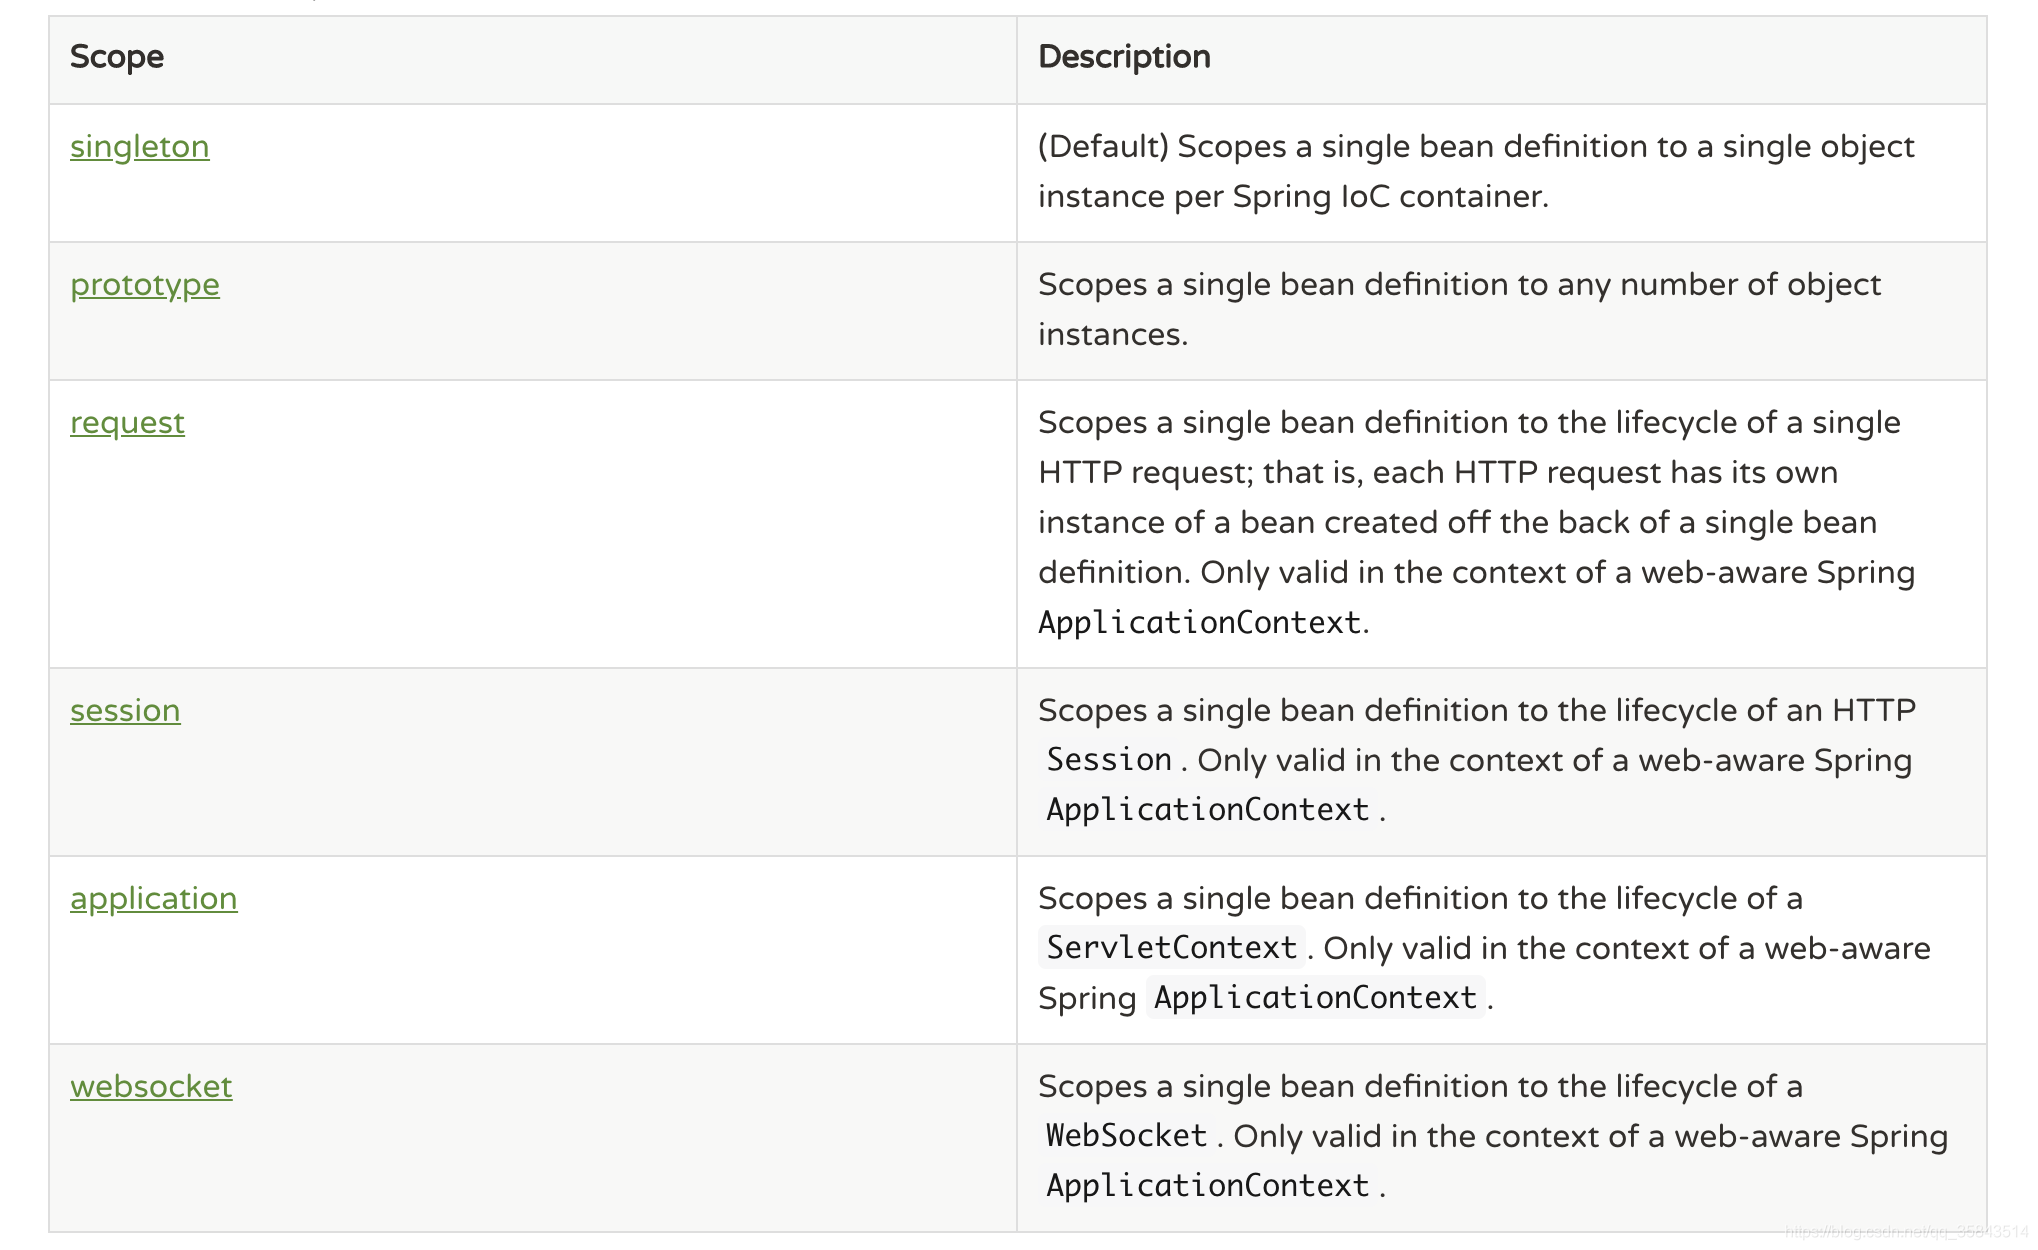 Scope
Description
singleton
(Default) Scopes a single bean definition to a single object
instance per Spring IoC container.
prototype
Scopes a single bean definition to any number of object
instances.
request
Scopes a single bean definition to the lifecycle of a single
HTTP request; that is, each HTTP request has its own
instance of a bean created off the back of a single bean
definition. Only valid in the context of a web-aware Spring
ApplicationContext.
session
Scopes a single bean definition to the lifecycle of an HTTP
Session . Only valid in the context of a web-aware Spring
ApplicationContext .
application
Scopes a single bean definition to the lifecycle of a
ServletContext . Only valid in the context of a web-aware
Spring ApplicationContext .
websocket
Scopes a single bean definition to the lifecycle of a
WebSocket . Only valid in the context of a web-aware Spring
ApplicationContext .
https://blog.csdn.net/qq_35843514